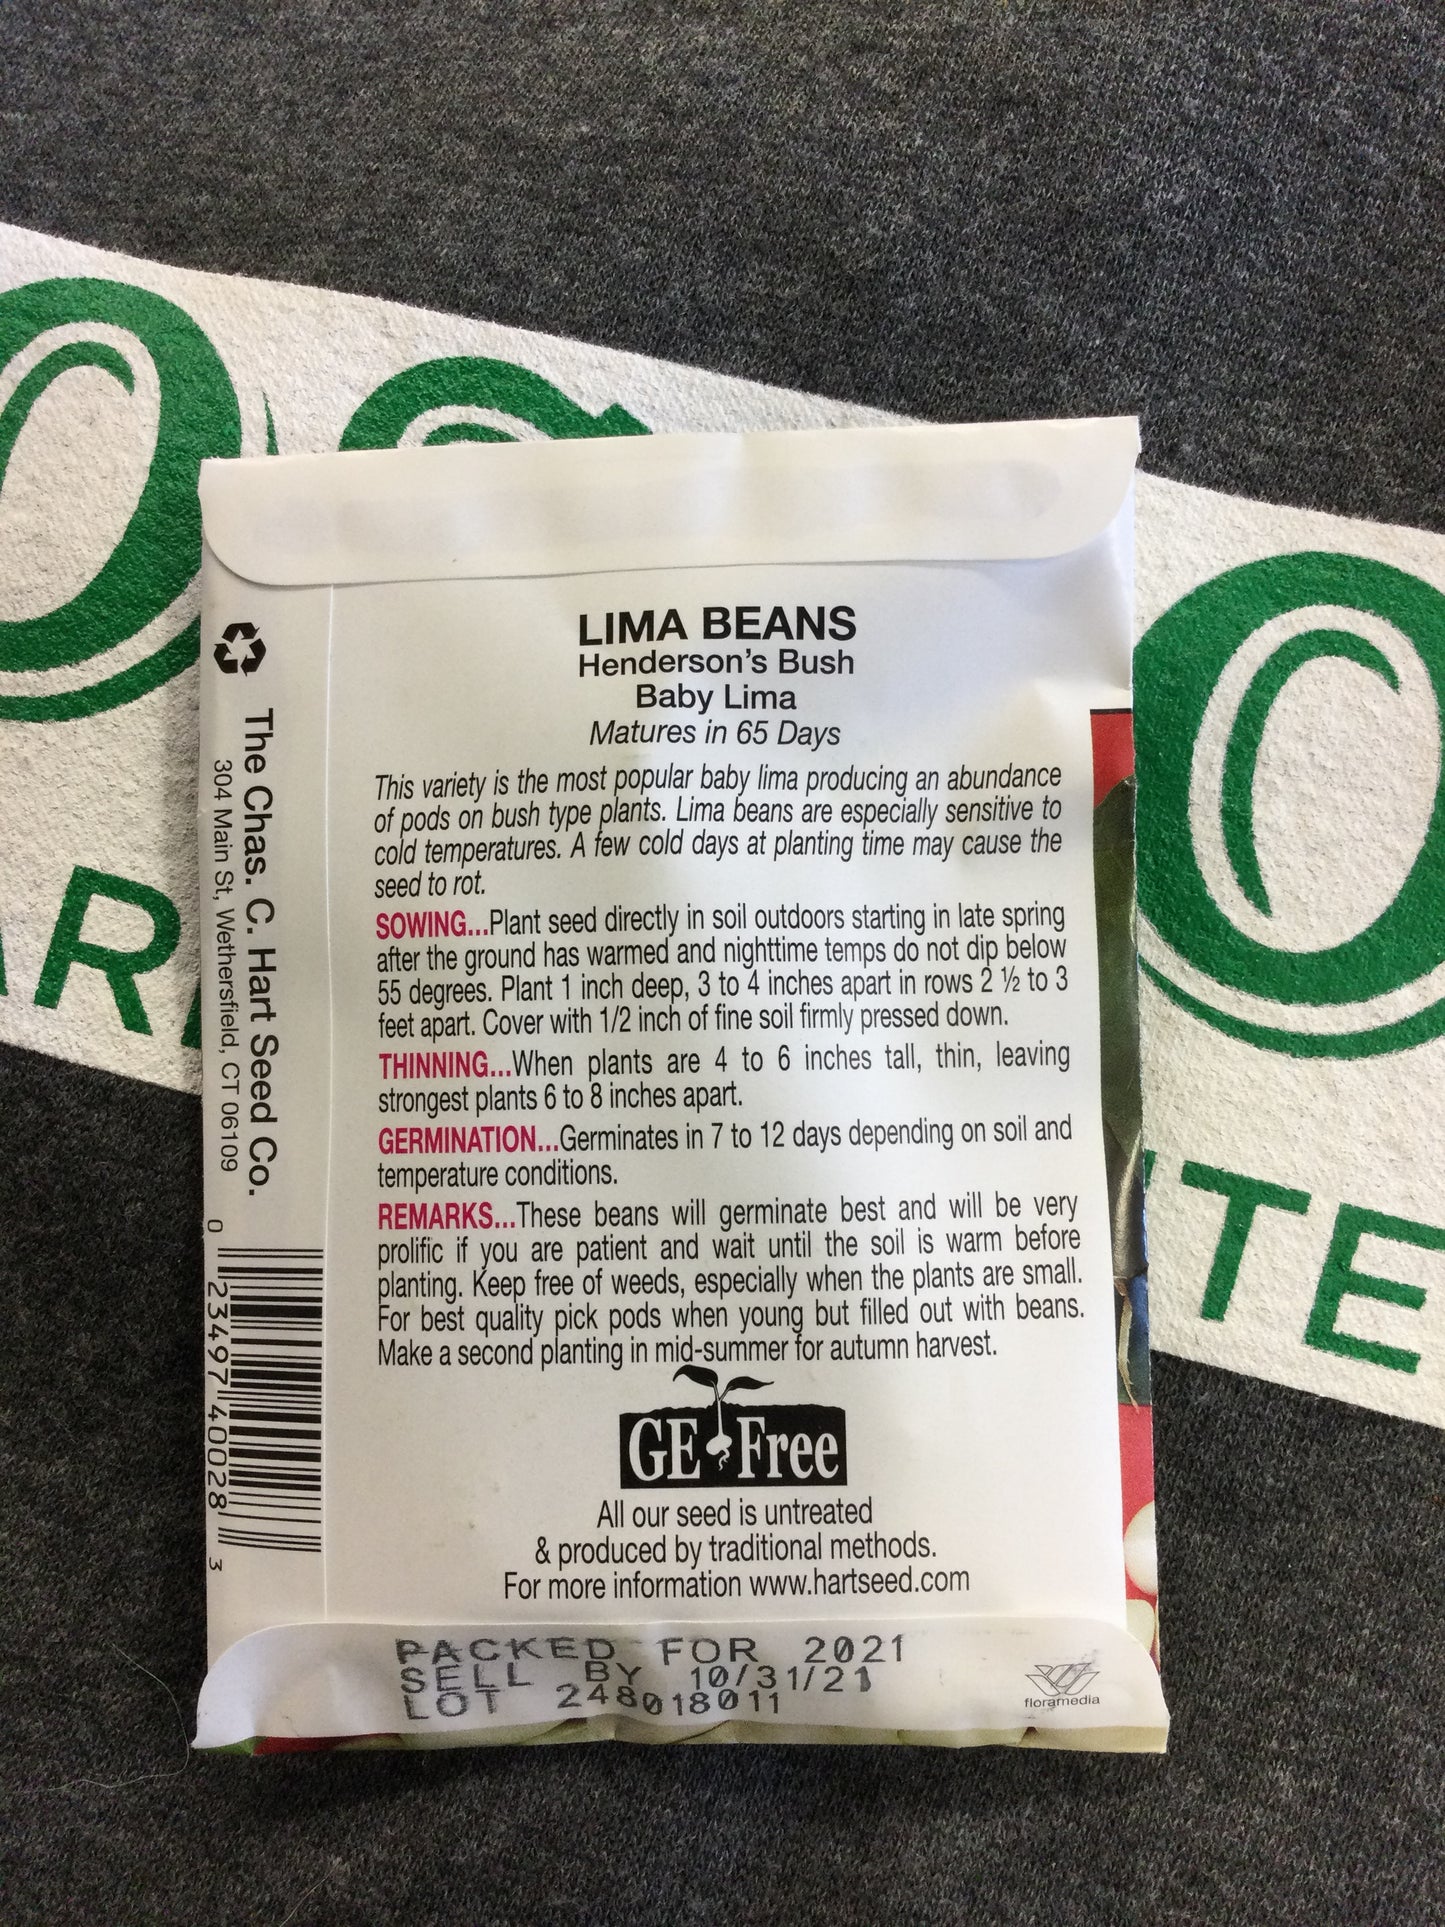 LIMA BEANS
Henderson's Bush
Baby Lima
Matures in 65 Days
This variety is the most popular baby lima producing an abundance
of pods on bush type plants. Lima beans are especially sensitive to
cold temperatures. A few cold days at planting time may cause the
seed to rot.
SOWING...Plant seed directly in soil outdoors starting in late spring
after the ground has warmed and nighttime temps do not dip below
55 degrees. Plant 1 inch deep, 3 to 4 inches apart in rows 2 ½ to 3
feet apart. Cover with 1/2 inch of fine soil firmly pressed down.
THINNING...When plants are 4 to 6 inches tall, thin, leaving
strongest plants 6 to 8 inches apart.
GERMINATION...Germinates in 7 to 12 days depending on soil and
temperature conditions.
REMARKS...These beans will germinate best and will be very
prolific if you are patient and wait until the soil is warm before
planting. Keep free of weeds, especially when the plants are small.
For best quality pick pods when young but filled out with beans.
Make a second planting in mid-summer for autumn harvest.
GE Free
All our seed is untreated
& produced by traditional methods.
For more information www.hartseed.com
PACKED FOR 2021
SELL BY 10/31/21
LOT 248018011
floramedia
The Chas. C. Hart Seed Co.
304 Main St, Wethersfield, CT 06109
0 23497 40028 3